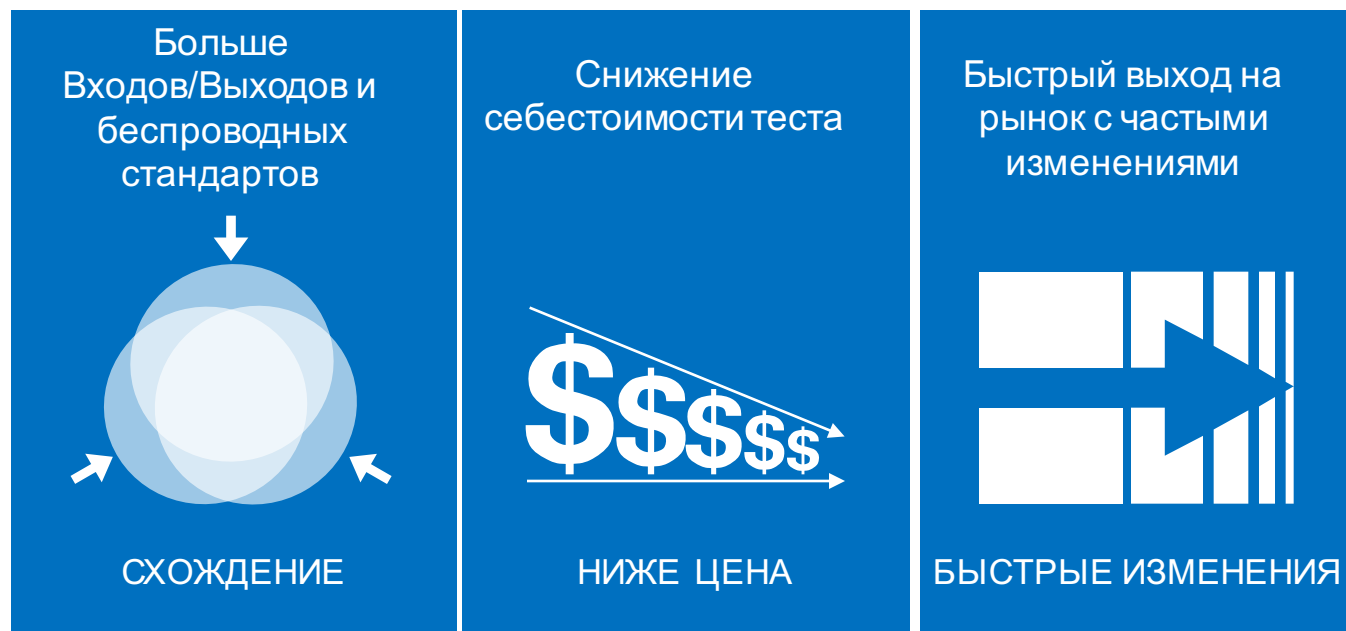 Больше
Входов/Выходов и
беспроводных
стандартов
СХОЖДЕНИЕ
Снижение
себестоимости теста
$$$$$
НИЖЕ ЦЕНА
Быстрый выход на
рынок с частыми
изменениями
БЫСТРЫЕ ИЗМЕНЕНИЯ